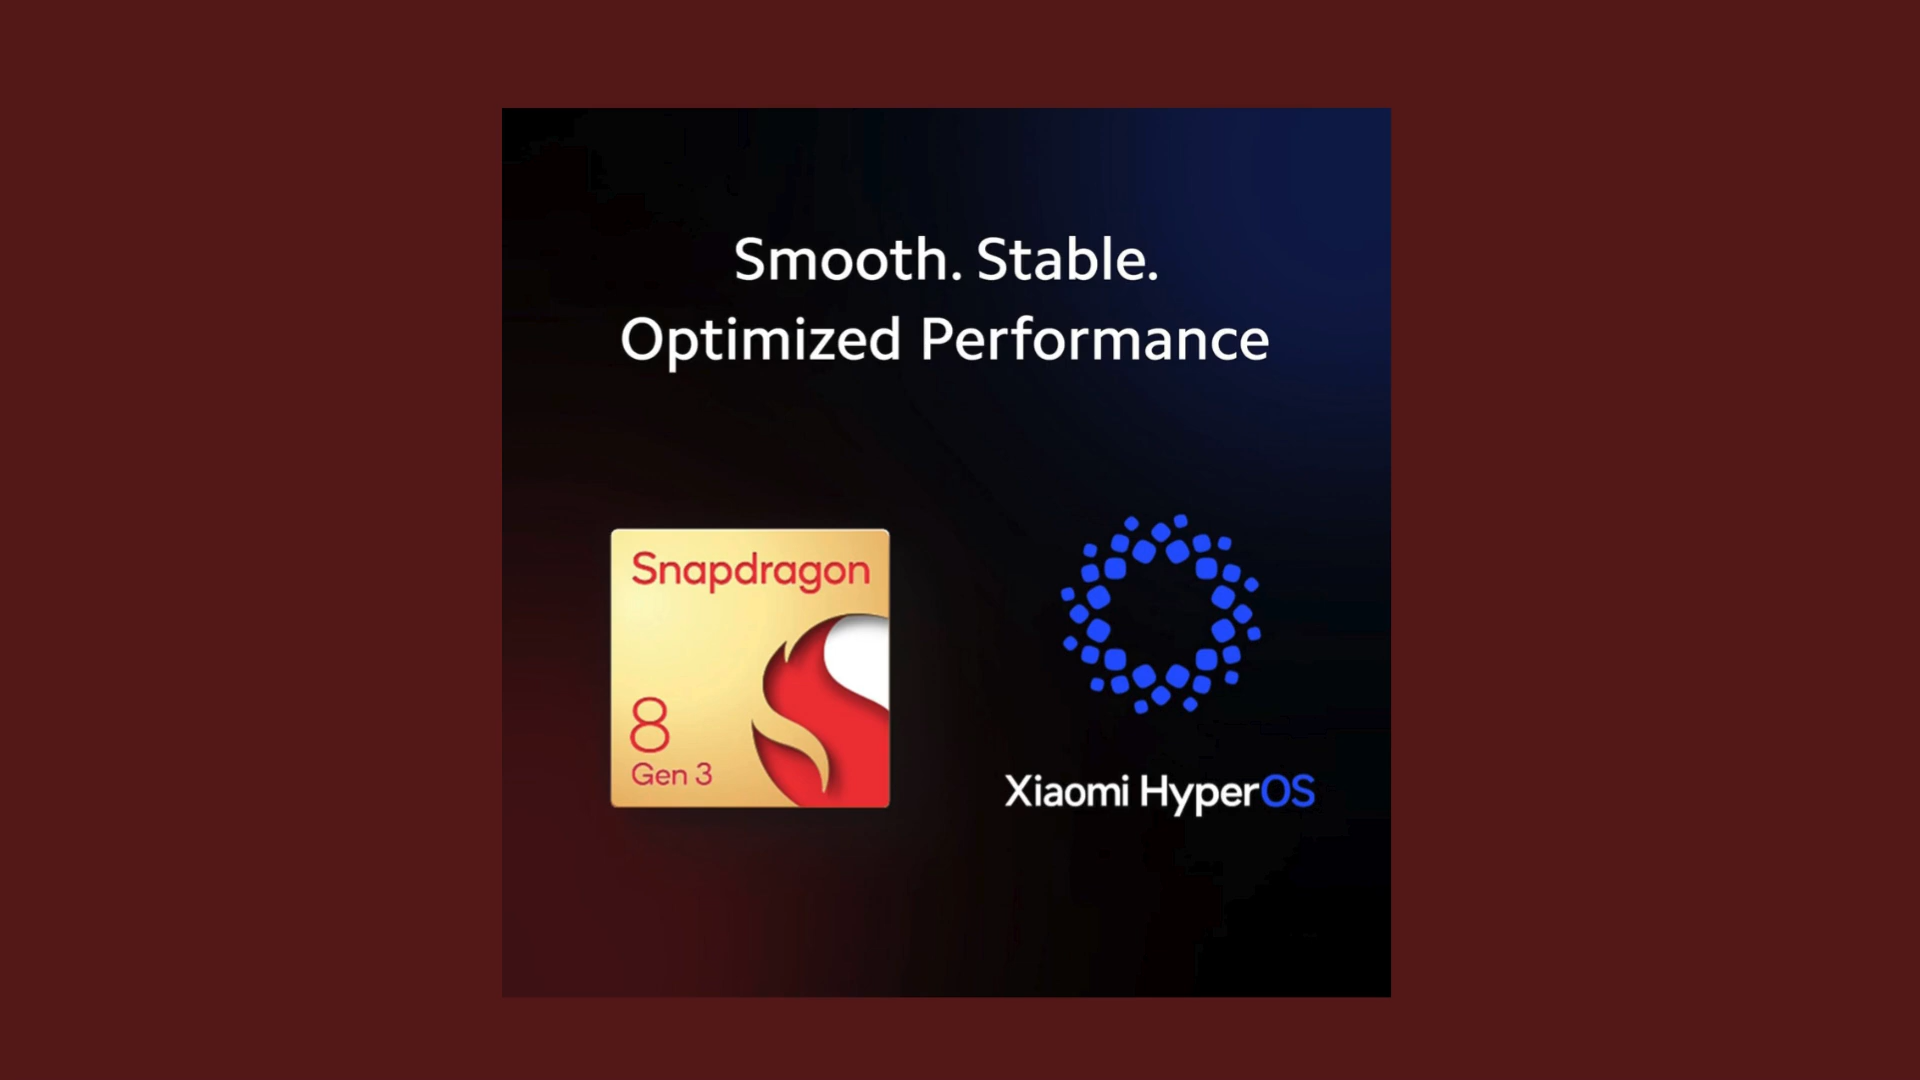 Smooth. Stable.
Optimized Performance
Snapdragon
8
Gen 3
Xiaomi HyperOS